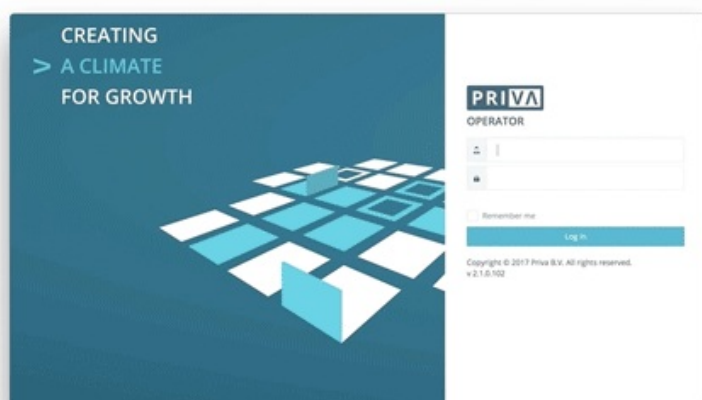 CREATING
> A CLIMATE
FOR GROWTH
PRIVA
OPERATOR
Remember me
Log in
Copyright © 2017 Priva B.V. All rights reserved.
v 2.1.0.102